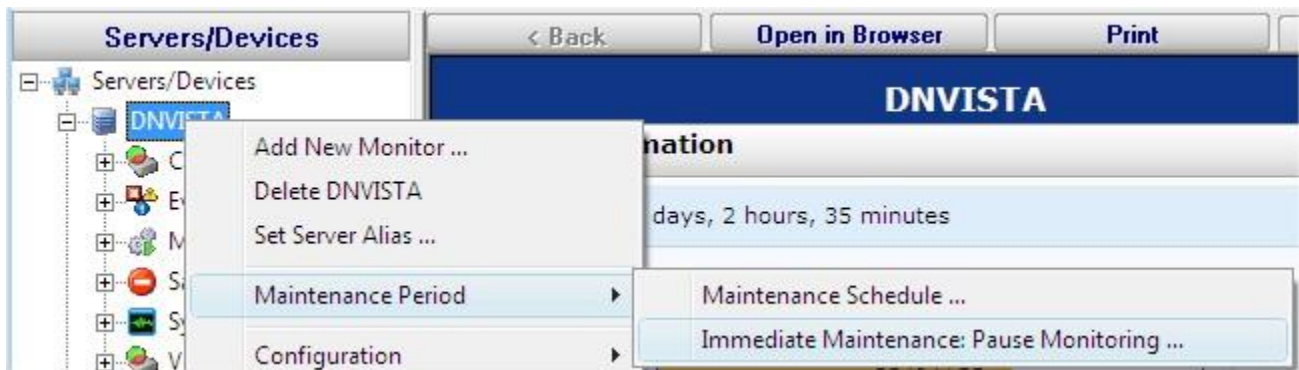 Servers/Devices
< Back
Open in Browser
Print
Servers/Devices
DNVISTA
DNVISTA
Add New Monitor ...
Delete DNVISTA
Set Server Alias ...
Maintenance Period
Configuration
days, 2 hours, 35 minutes
Maintenance Schedule ...
Immediate Maintenance: Pause Monitoring ...